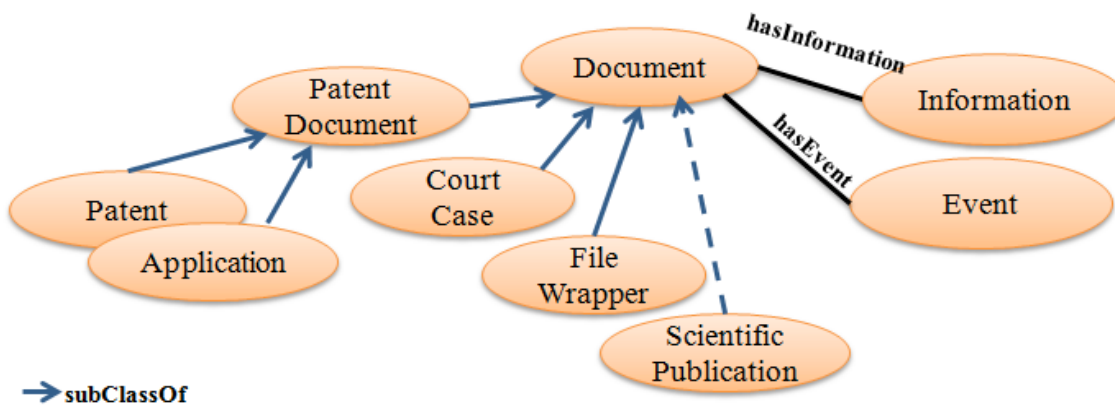 hasInformation
Document
Patent
Document
Information
hasEvent
Court
Case
Event
Patent
Application
File
Wrapper
Scientific
Publication
subClassOf